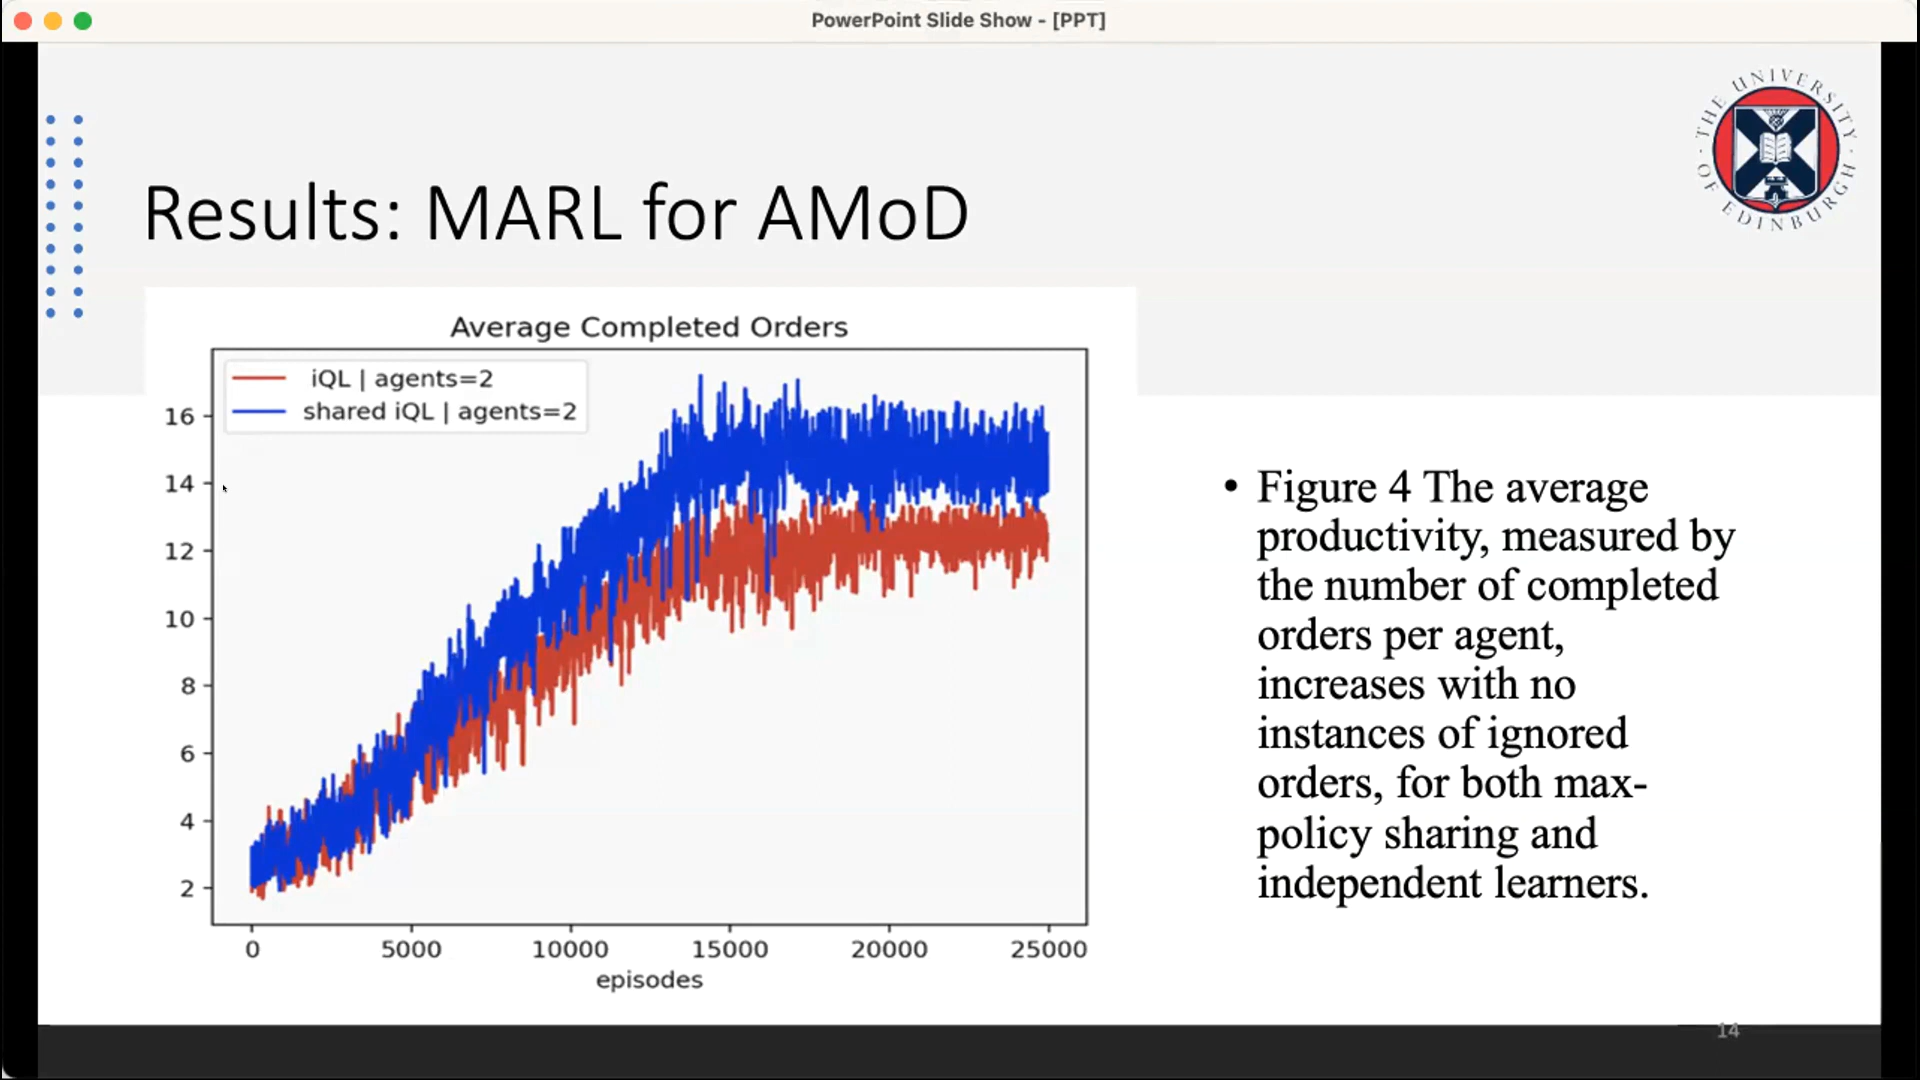 PowerPoint Slide Show - [PPT]
THE UNIVERSITY OF EDINBURGH
Results: MARL for AMoD
Average Completed Orders
iQL | agents=2
shared iQL | agents=2
16
14
12
10
8
6
4
2
0 5000 10000 15000 20000 25000
episodes
• Figure 4 The average
productivity, measured by
the number of completed
orders per agent,
increases with no
instances of ignored
orders, for both max-
policy sharing and
independent learners.
14